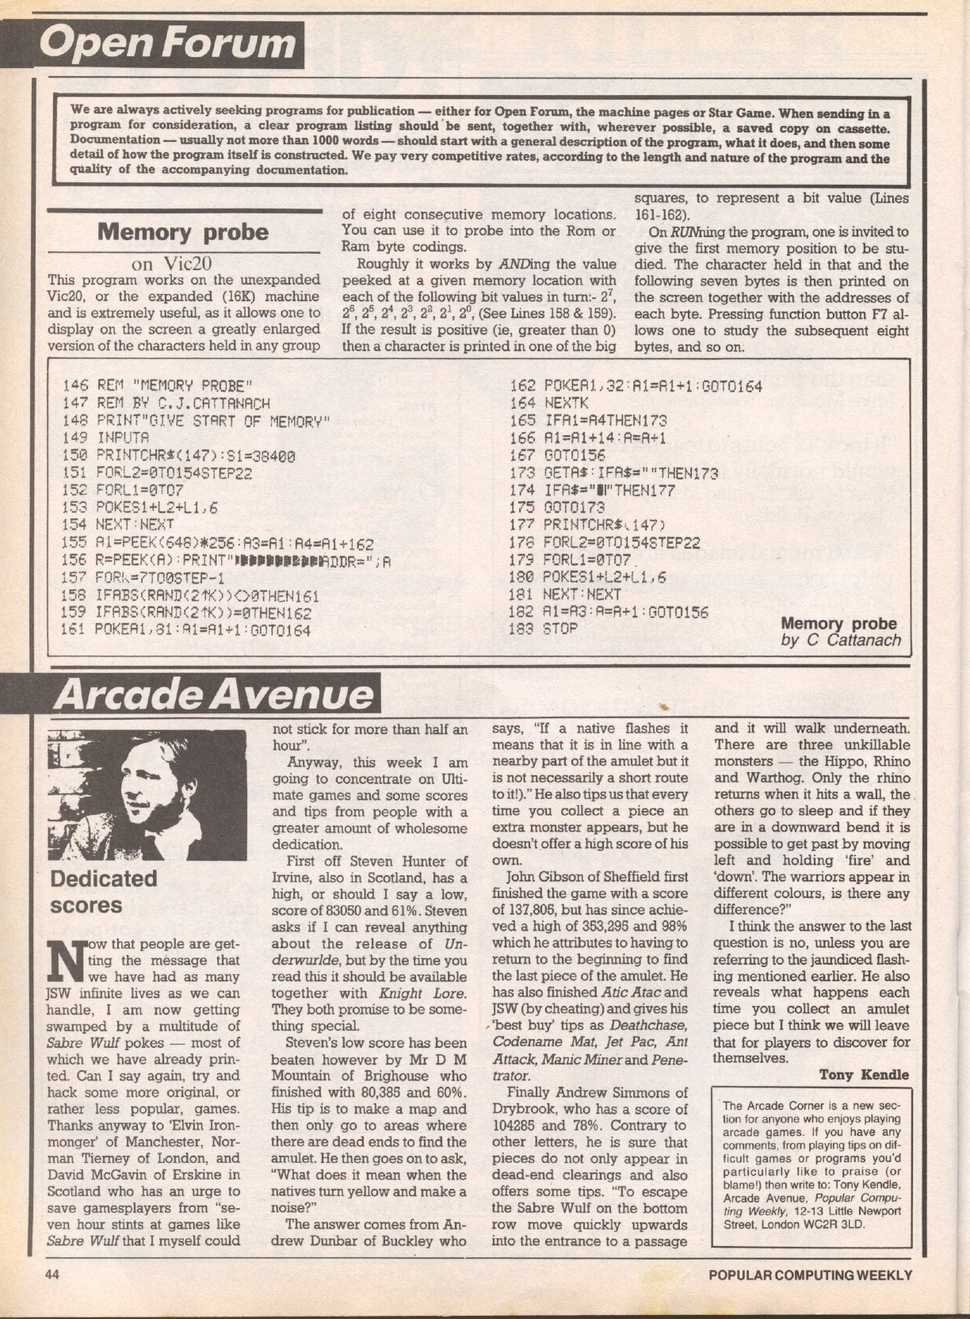 Open Forum
We are always actively seeking programs for publication — either for Open Forum, the machine pages or Star Game. When sending in a
program for consideration, a clear program listing should be sent, together with, wherever possible, a saved copy on cassette.
Documentation — usually not more than 1000 words — should start with a general description of the program, what it does, and then some
detail of how the program itself is constructed. We pay very competitive rates, according to the length and nature of the program and the
quality of the accompanying documentation.
Memory probe
on Vic20
This program works on the unexpanded
Vic20, or the expanded (16K) machine
and is extremely useful, as it allows one to
display on the screen a greatly enlarged
version of the characters held in any group
of eight consecutive memory locations.
You can use it to probe into the Rom or
Ram byte codings.
Roughly it works by ANDing the value
peeked at a given memory location with
each of the following bit values in turn:- 2⁷,
2⁶, 2⁵, 2⁴, 2³, 2², 2¹, 2⁰, (See Lines 158 & 159).
If the result is positive (ie, greater than 0)
then a character is printed in one of the big
squares, to represent a bit value (Lines
161-162).
On RUNning the program, one is invited to
give the first memory position to be stu-
died. The character held in that and the
following seven bytes is then printed on
the screen together with the addresses of
each byte. Pressing function button F7 al-
lows one to study the subsequent eight
bytes, and so on.
146 REM "MEMORY PROBE"
147 REM BY C.J.CATTANACH
148 PRINT"GIVE START OF MEMORY"
149 INPUTA
150 PRINTCHR$(147):S1=38400
151 FORL2=0TO154STEP22
152 FORL1=0TO7
153 POKES1+L2+L1,6
154 NEXT:NEXT
155 A1=PEEK(648)*256:A3=A1:A4=A1+162
156 R=PEEK(A):PRINT"ADDR=";A
157 FORK=7TO0STEP-1
158 IFABS(RAND(2↑K))<>0THEN161
159 IFABS(RAND(2↑K))=0THEN162
161 POKEA1,81:A1=A1+1:GOTO164
162 POKEA1,32:A1=A1+1:GOTO164
164 NEXTK
165 IFA1=A4THEN173
166 A1=A1+14:A=A+1
167 GOTO156
173 GETA$:IFA$=""THEN173
174 IFA$=""THEN177
175 GOTO173
177 PRINTCHR$(147)
178 FORL2=0TO154STEP22
179 FORL1=0TO7
180 POKES1+L2+L1,6
181 NEXT:NEXT
182 A1=A3:A=A+1:GOTO156
183 STOP
Memory probe
by C Cattanach
Arcade Avenue
Dedicated
scores
Now that people are get-
ting the message that
we have had as many
JSW infinite lives as we can
handle, I am now getting
swamped by a multitude of
Sabre Wulf pokes — most of
which we have already prin-
ted. Can I say again, try and
hack some more original, or
rather less popular, games.
Thanks anyway to 'Elvin Iron-
monger' of Manchester, Nor-
man Tierney of London, and
David McGavin of Erskine in
Scotland who has an urge to
save gamesplayers from "se-
ven hour stints at games like
Sabre Wulf that I myself could
not stick for more than half an
hour".
Anyway, this week I am
going to concentrate on Ulti-
mate games and some scores
and tips from people with a
greater amount of wholesome
dedication.
First off Steven Hunter of
Irvine, also in Scotland, has a
high, or should I say a low,
score of 83050 and 61%. Steven
asks if I can reveal anything
about the release of Un-
derwurlde, but by the time you
read this it should be available
together with Knight Lore.
They both promise to be some-
thing special.
Steven's low score has been
beaten however by Mr D M
Mountain of Brighouse who
finished with 80,385 and 60%.
His tip is to make a map and
then only go to areas where
there are dead ends to find the
amulet. He then goes on to ask,
"What does it mean when the
natives turn yellow and make a
noise?"
The answer comes from An-
drew Dunbar of Buckley who
says, "If a native flashes it
means that it is in line with a
nearby part of the amulet but it
is not necessarily a short route
to it!)." He also tips us that every
time you collect a piece an
extra monster appears, but he
doesn't offer a high score of his
own.
John Gibson of Sheffield first
finished the game with a score
of 137,805, but has since achie-
ved a high of 353,295 and 98%
which he attributes to having to
return to the beginning to find
the last piece of the amulet. He
has also finished Atic Atac and
JSW (by cheating) and gives his
'best buy' tips as Deathchase,
Codename Mat, Jet Pac, Ant
Attack, Manic Miner and Pene-
trator.
Finally Andrew Simmons of
Drybrook, who has a score of
104285 and 78%. Contrary to
other letters, he is sure that
pieces do not only appear in
dead-end clearings and also
offers some tips. "To escape
the Sabre Wulf on the bottom
row move quickly upwards
into the entrance to a passage
and it will walk underneath.
There are three unkillable
monsters — the Hippo, Rhino
and Warthog. Only the rhino
returns when it hits a wall, the
others go to sleep and if they
are in a downward bend it is
possible to get past by moving
left and holding 'fire' and
'down'. The warriors appear in
different colours, is there any
difference?"
I think the answer to the last
question is no, unless you are
referring to the jaundiced flash-
ing mentioned earlier. He also
reveals what happens each
time you collect an amulet
piece but I think we will leave
that for players to discover for
themselves.
Tony Kendle
The Arcade Corner is a new sec-
tion for anyone who enjoys playing
arcade games. If you have any
comments, from playing tips on dif-
ficult games or programs you'd
particularly like to praise (or
blame!) then write to: Tony Kendle,
Arcade Avenue, Popular Compu-
ting Weekly, 12-13 Little Newport
Street, London WC2R 3LD.
44
POPULAR COMPUTING WEEKLY